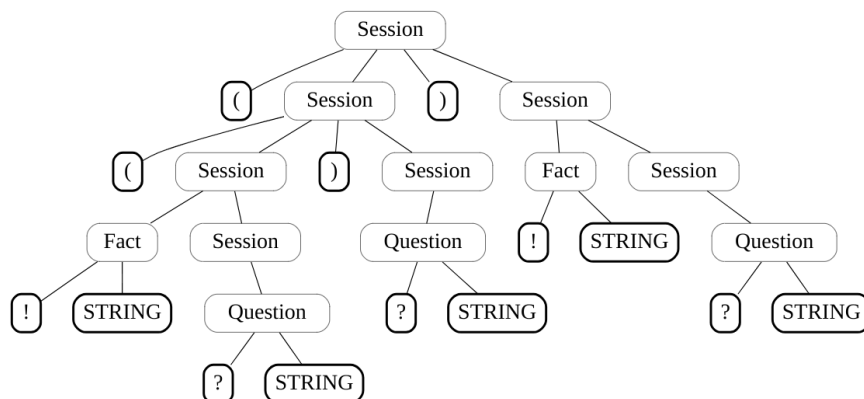 Session
( Session ) Session
( Session ) Session Fact Session
Fact Session Question ! STRING Question
! STRING Question ? STRING ? STRING
? STRING